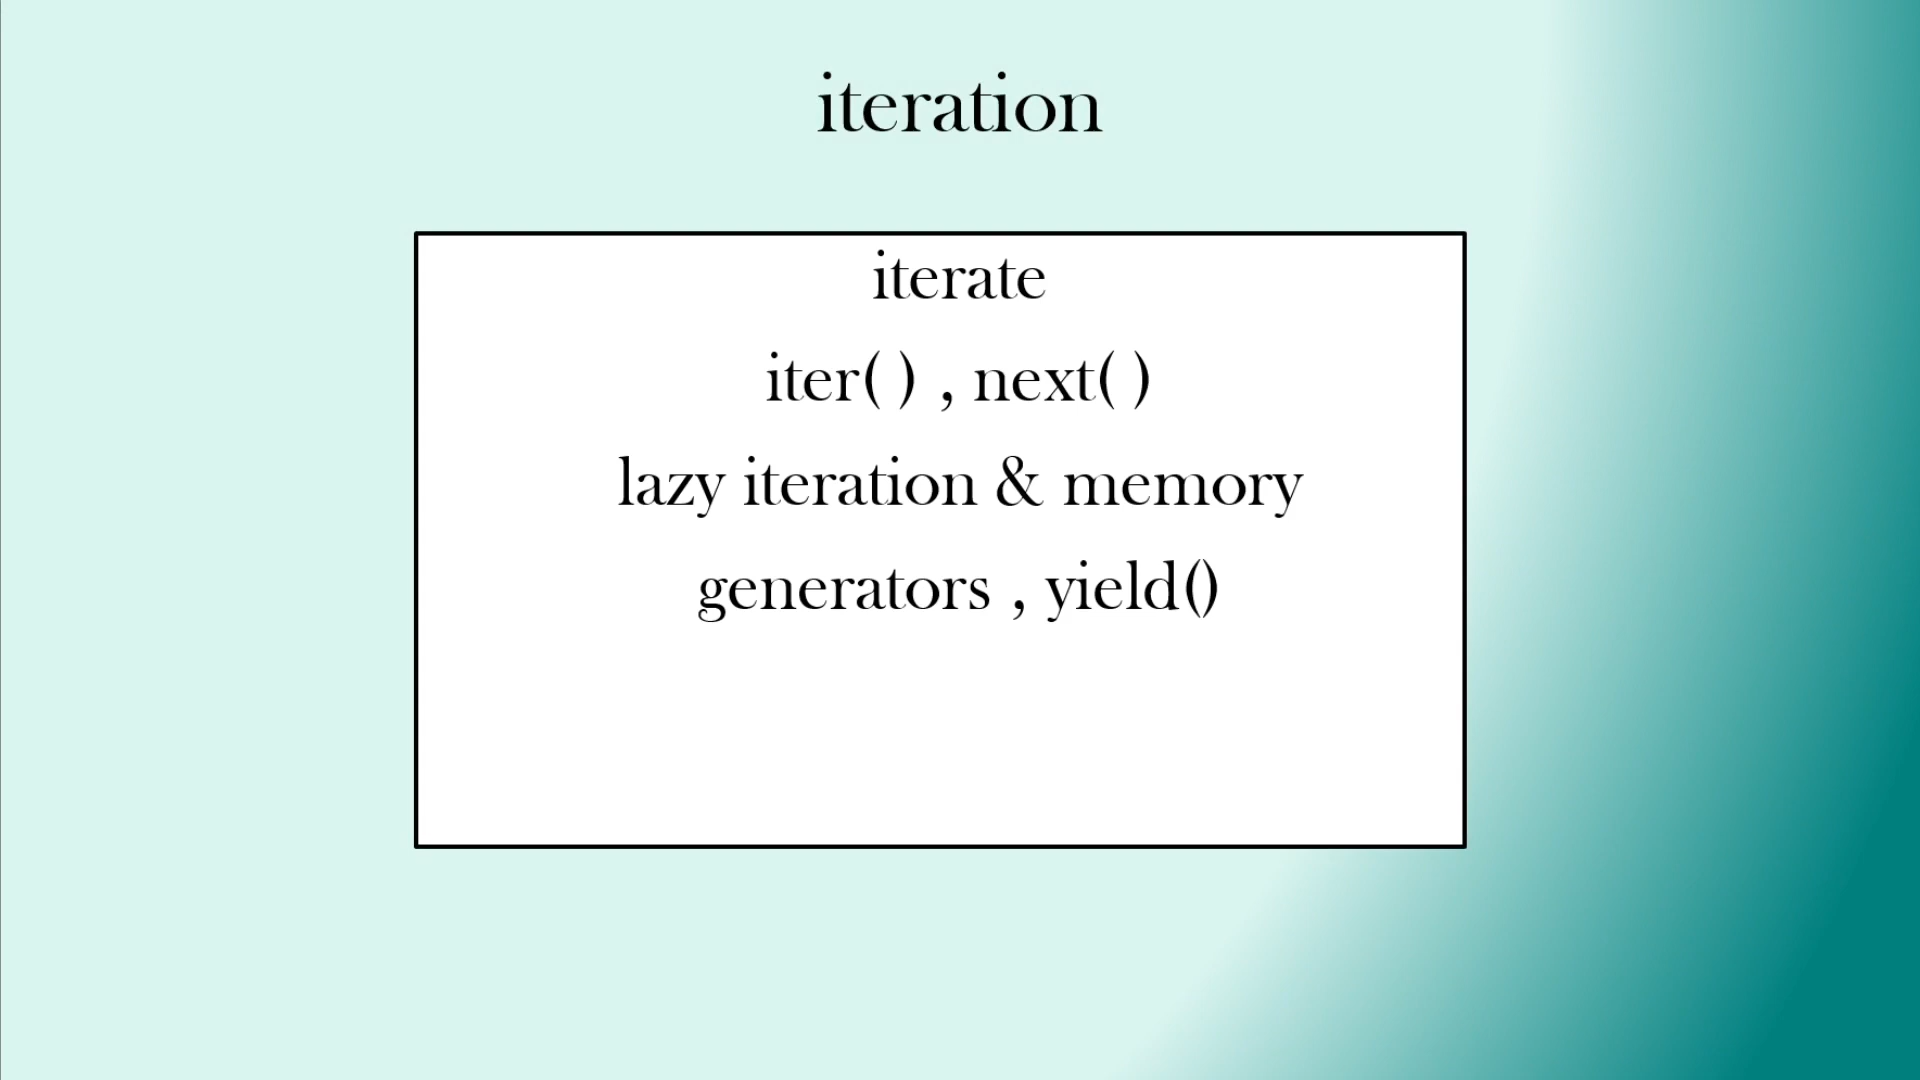 iteration
iterate
iter( ) , next( )
lazy iteration & memory
generators , yield()